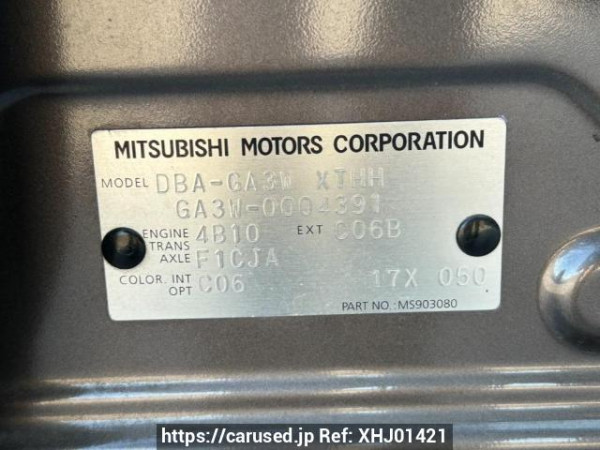 MITSUBISHI MOTORS CORPORATION
MODEL DBA-GA3W XTHH
GA3W-0004391
ENGINE 4B10 EXT C06B
TRANS AXLE F1CJA
COLOR. INT C06 17X 050
OPT
PART NO.: MS903080
https://carused.jp Ref: XHJ01421